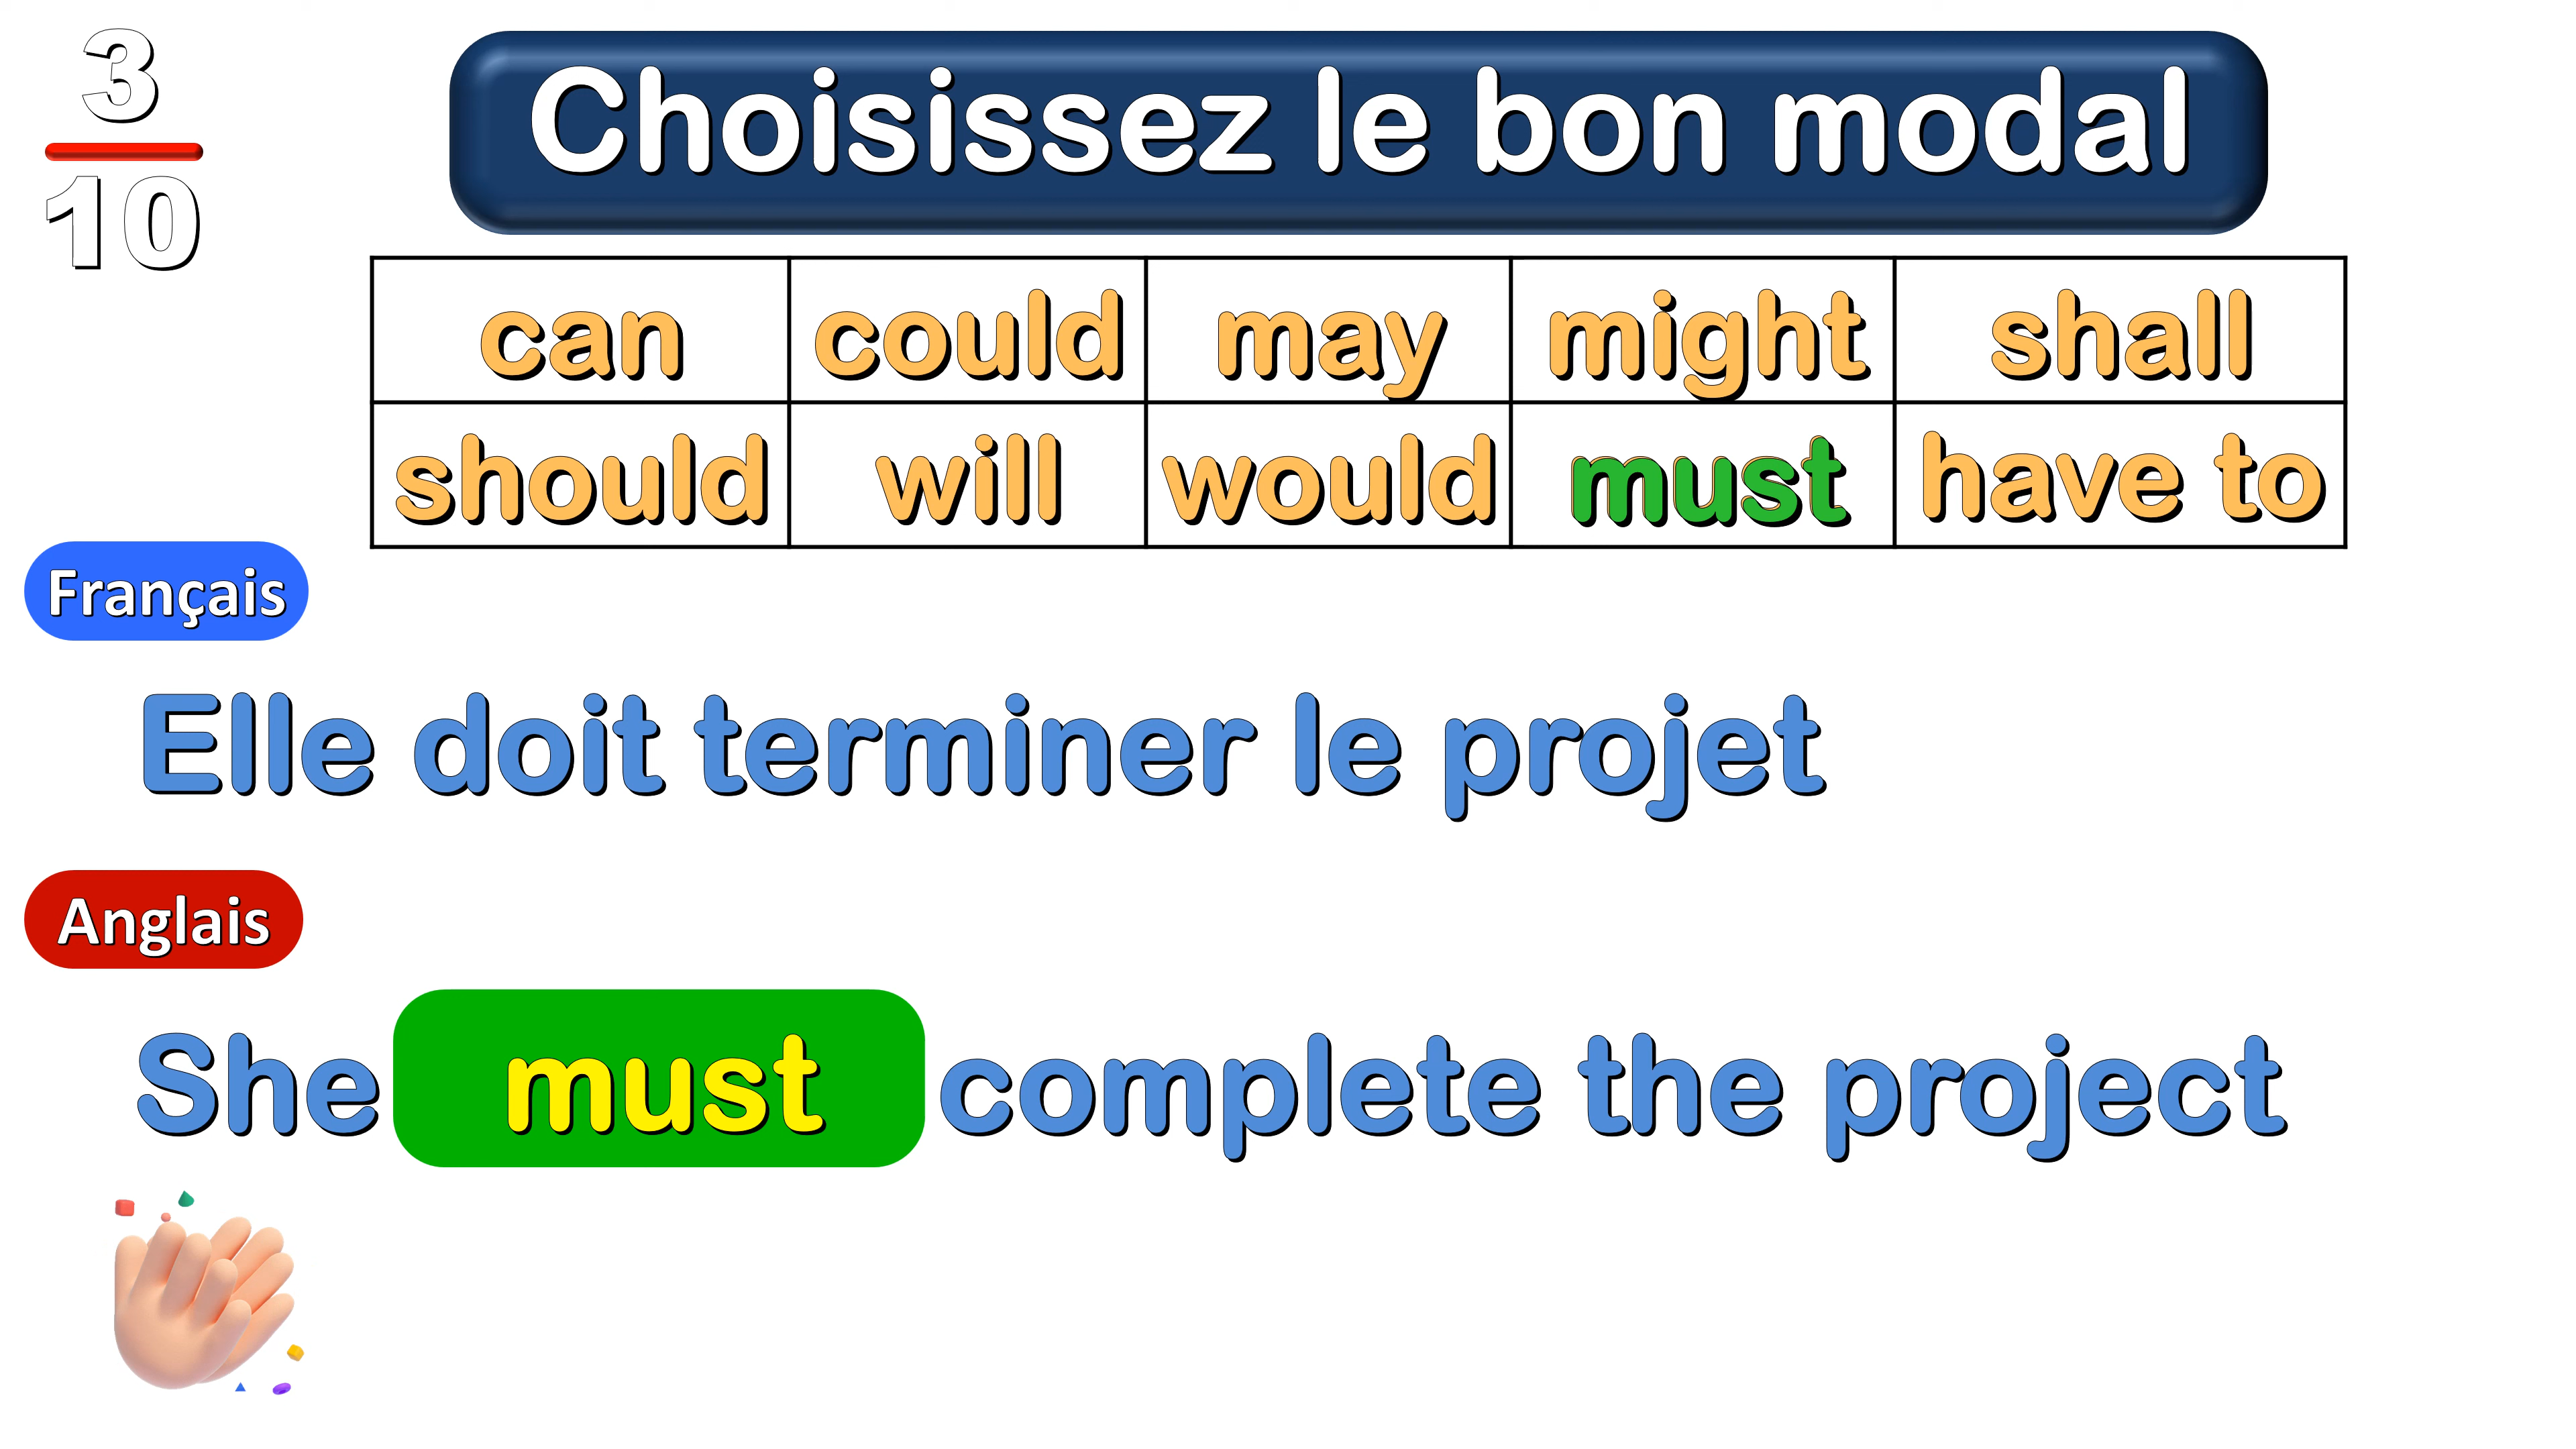 3
10
Choisissez le bon modal
can could may might shall
should will would must have to
Français
Elle doit terminer le projet
Anglais
She must complete the project